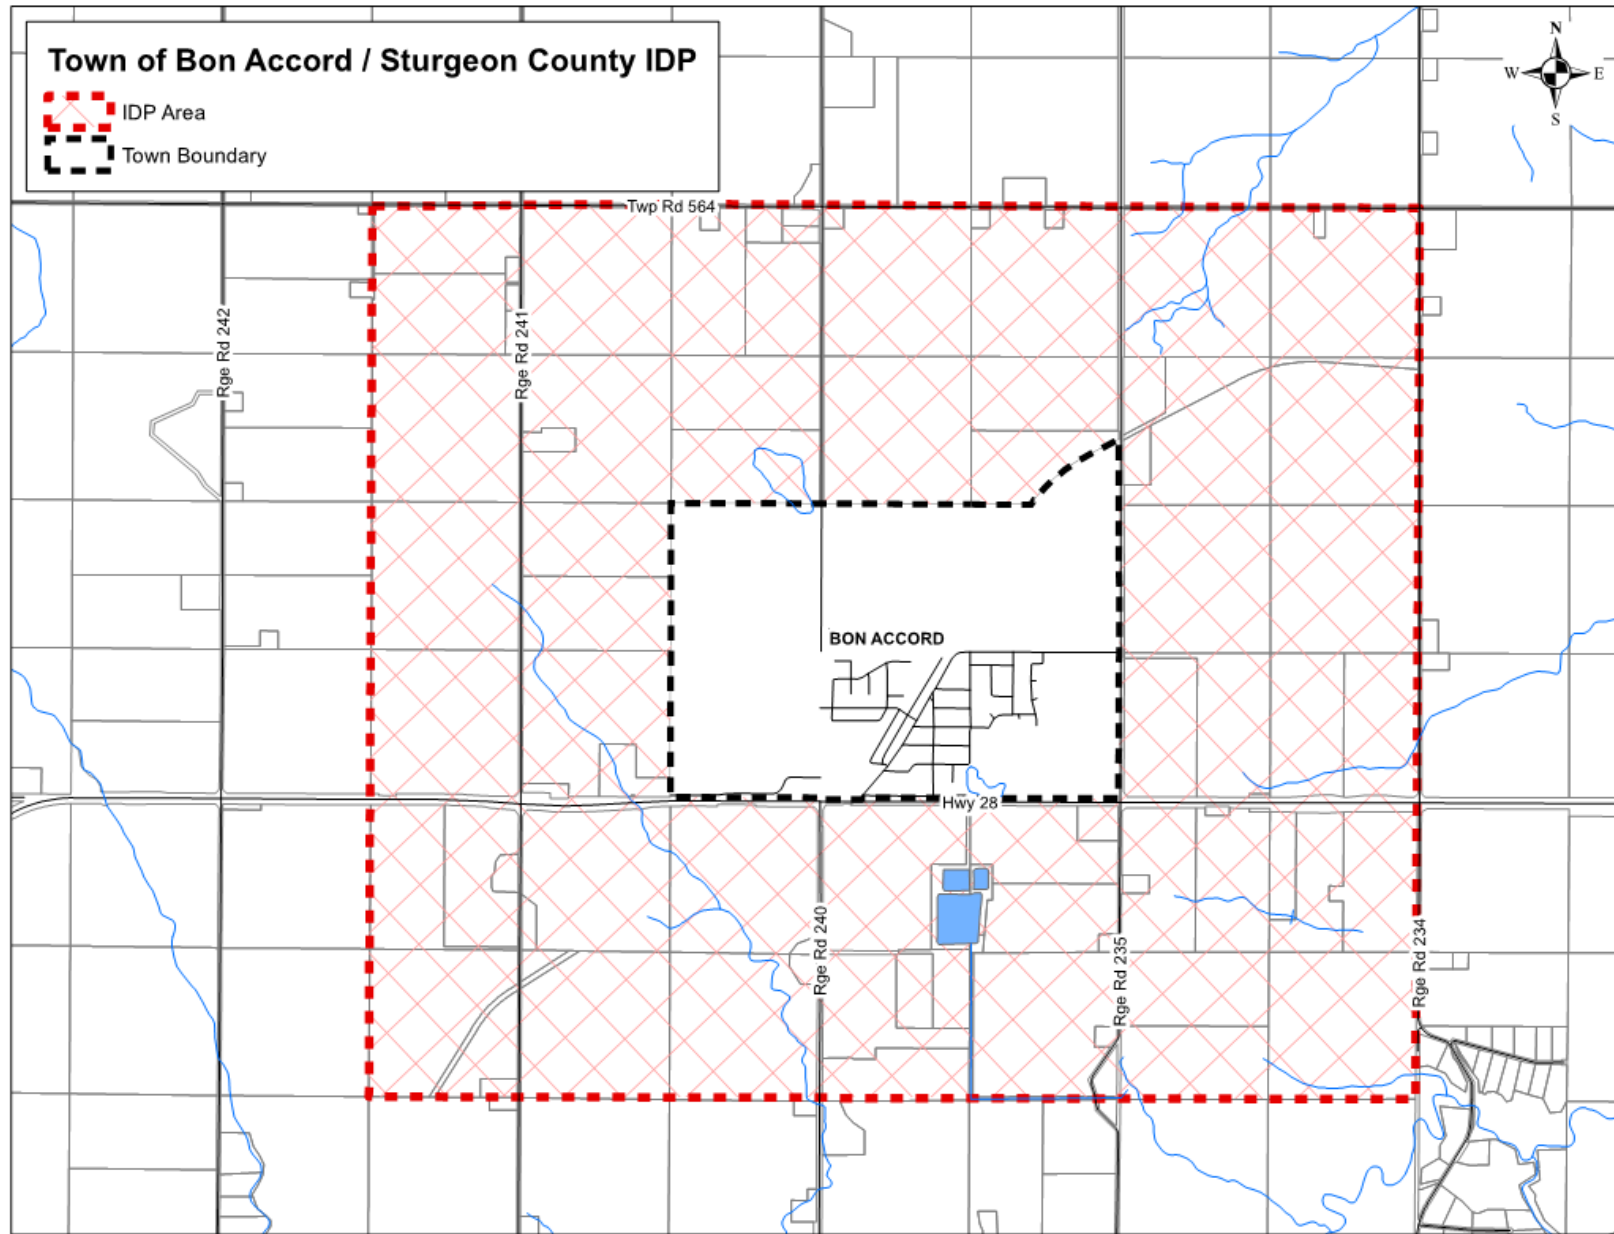 Town of Bon Accord / Sturgeon County IDP
IDP Area
Town Boundary
N
W
E
S
Twp Rd 564
Rge Rd 242
Rge Rd 241
BON ACCORD
Hwy 28
Rge Rd 240
Rge Rd 235
Rge Rd 234